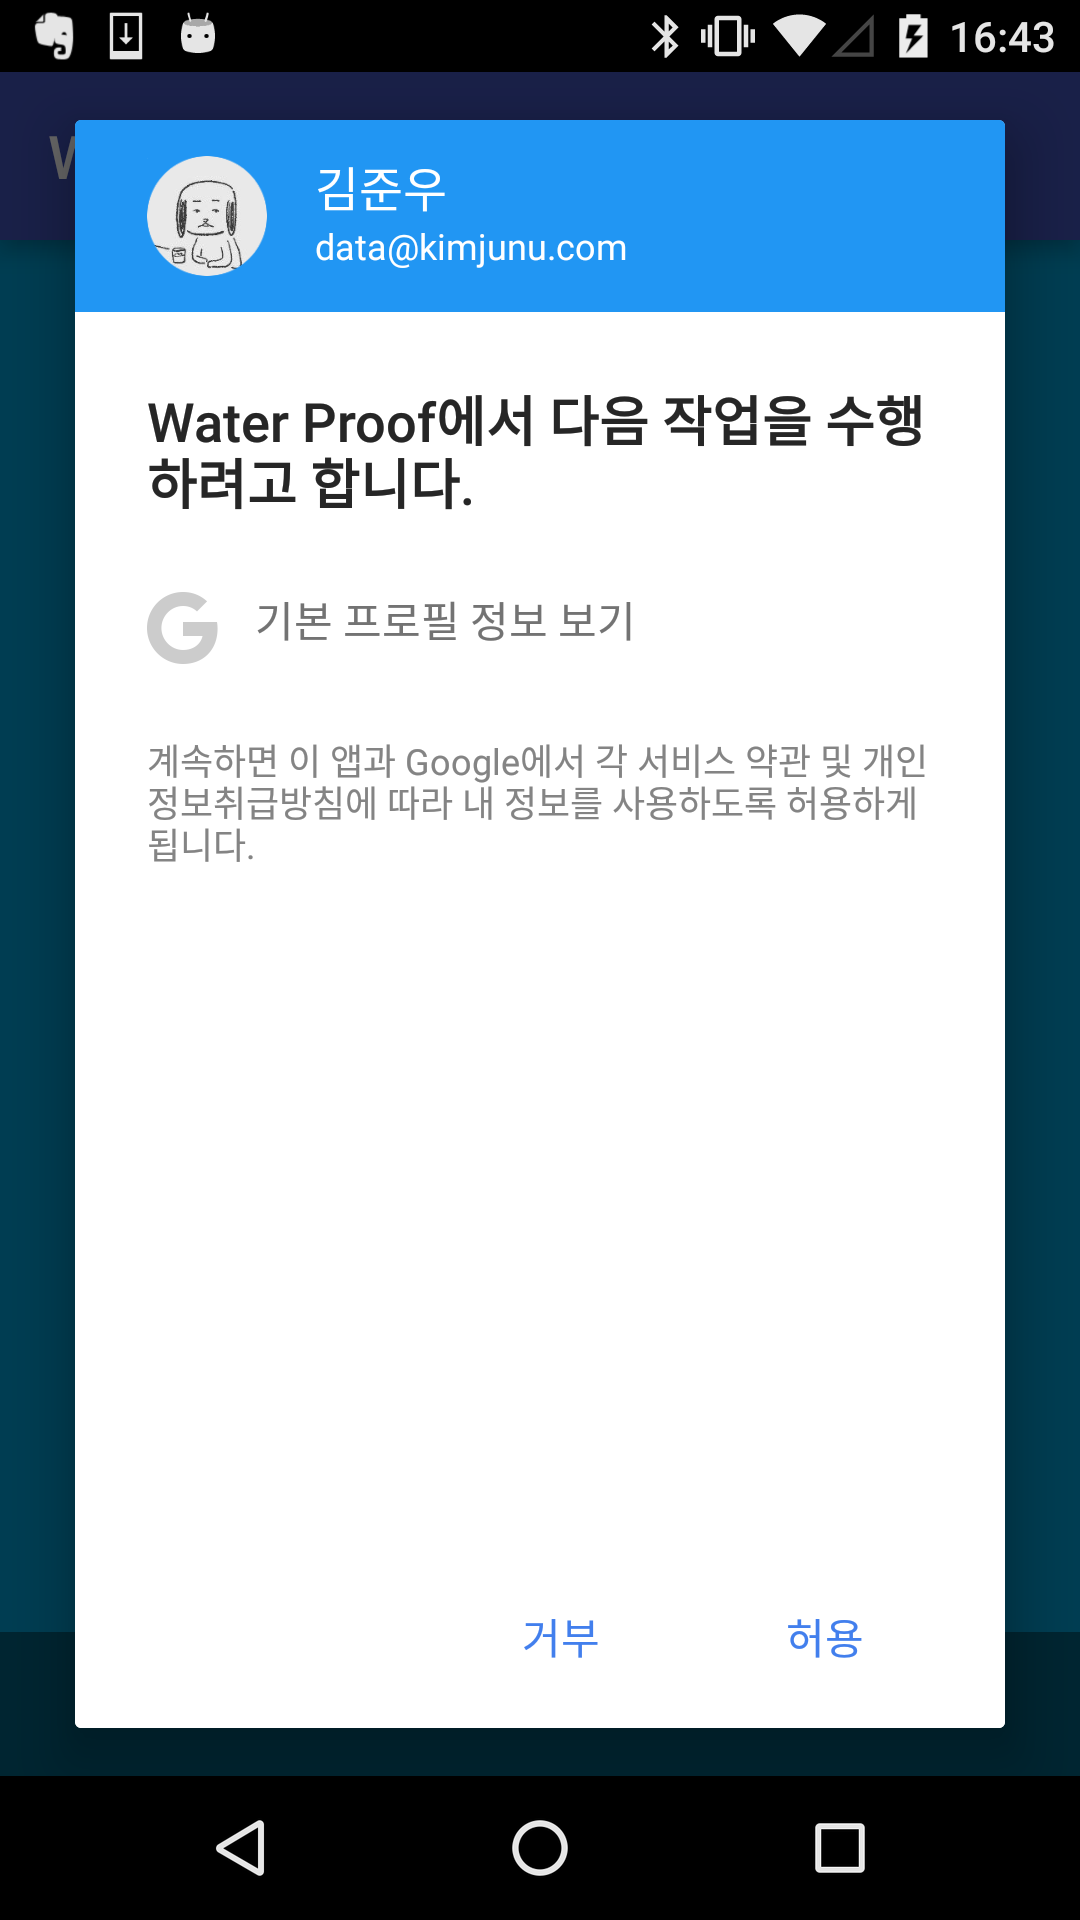 16:43
W
김준우
data@kimjunu.com
Water Proof에서 다음 작업을 수행
하려고 합니다.
기본 프로필 정보 보기
계속하면 이 앱과 Google에서 각 서비스 약관 및 개인
정보취급방침에 따라 내 정보를 사용하도록 허용하게
됩니다.
거부 허용